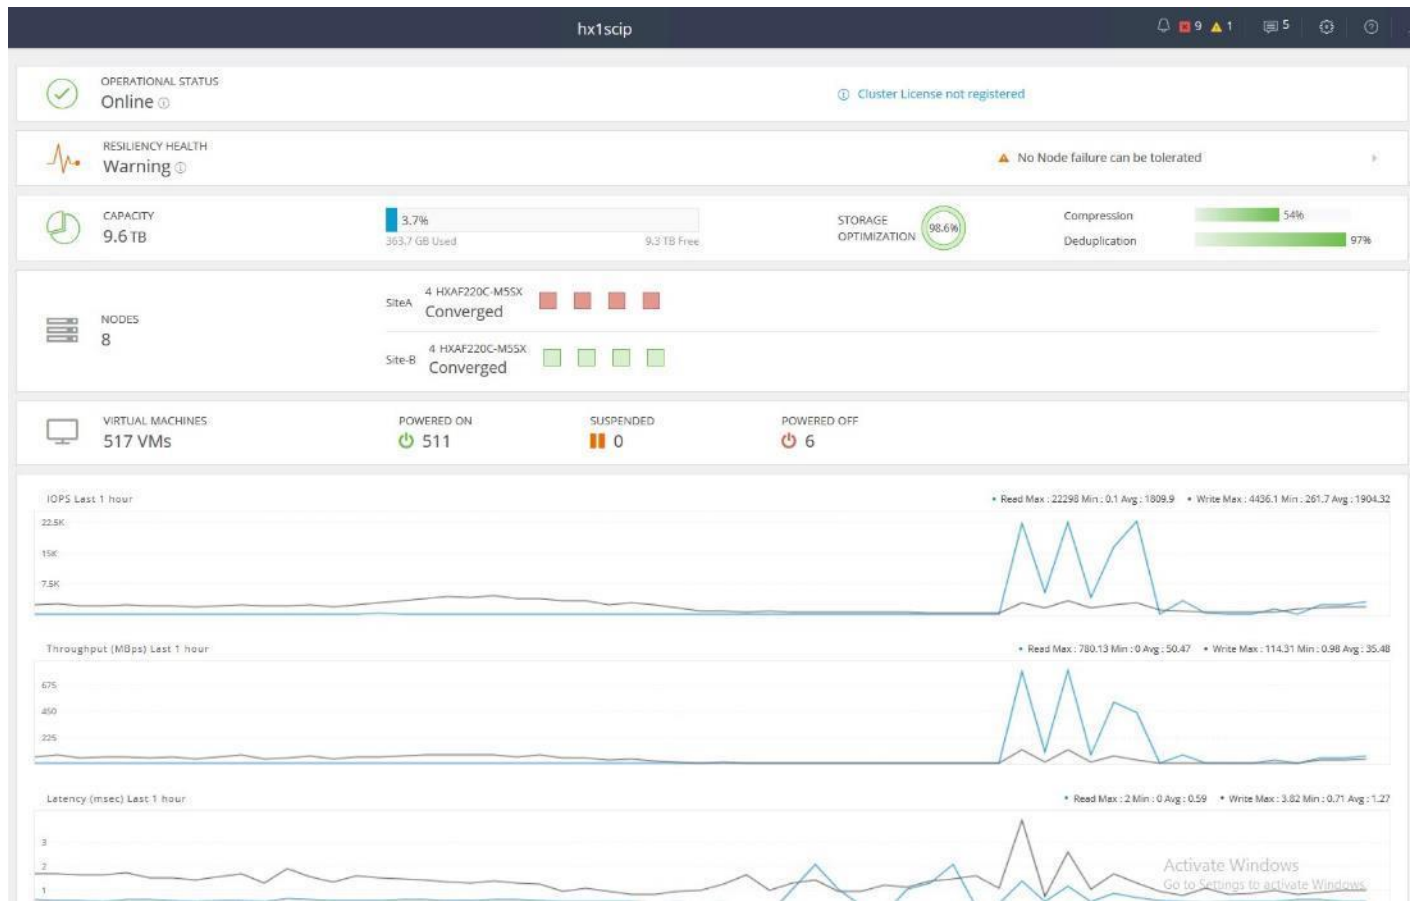 hx1scip
9
1
5
OPERATIONAL STATUS
Online
Cluster License not registered
RESILIENCY HEALTH
Warning
No Node failure can be tolerated
CAPACITY
9.6 TB
3.7%
363.7 GB Used
9.3 TB Free
STORAGE
OPTIMIZATION
98.6%
Compression
54%
Deduplication
97%
NODES
8
SiteA
4 HXAF220C-M5SX
Converged
Site-B
4 HXAF220C-M5SX
Converged
VIRTUAL MACHINES
517 VMs
POWERED ON
511
SUSPENDED
0
POWERED OFF
6
IOPS Last 1 hour
• Read Max : 22298 Min : 0.1 Avg : 1809.9 • Write Max : 4436.1 Min : 261.7 Avg : 1904.32
22.5K
15K
7.5K
Throughput (MBps) Last 1 hour
• Read Max : 780.13 Min : 0 Avg : 50.47 • Write Max : 114.31 Min : 0.98 Avg : 35.48
675
450
225
Latency (msec) Last 1 hour
• Read Max : 2 Min : 0 Avg : 0.59 • Write Max : 3.82 Min : 0.71 Avg : 1.27
3
2
1
Activate Windows
Go to Settings to activate Windows.